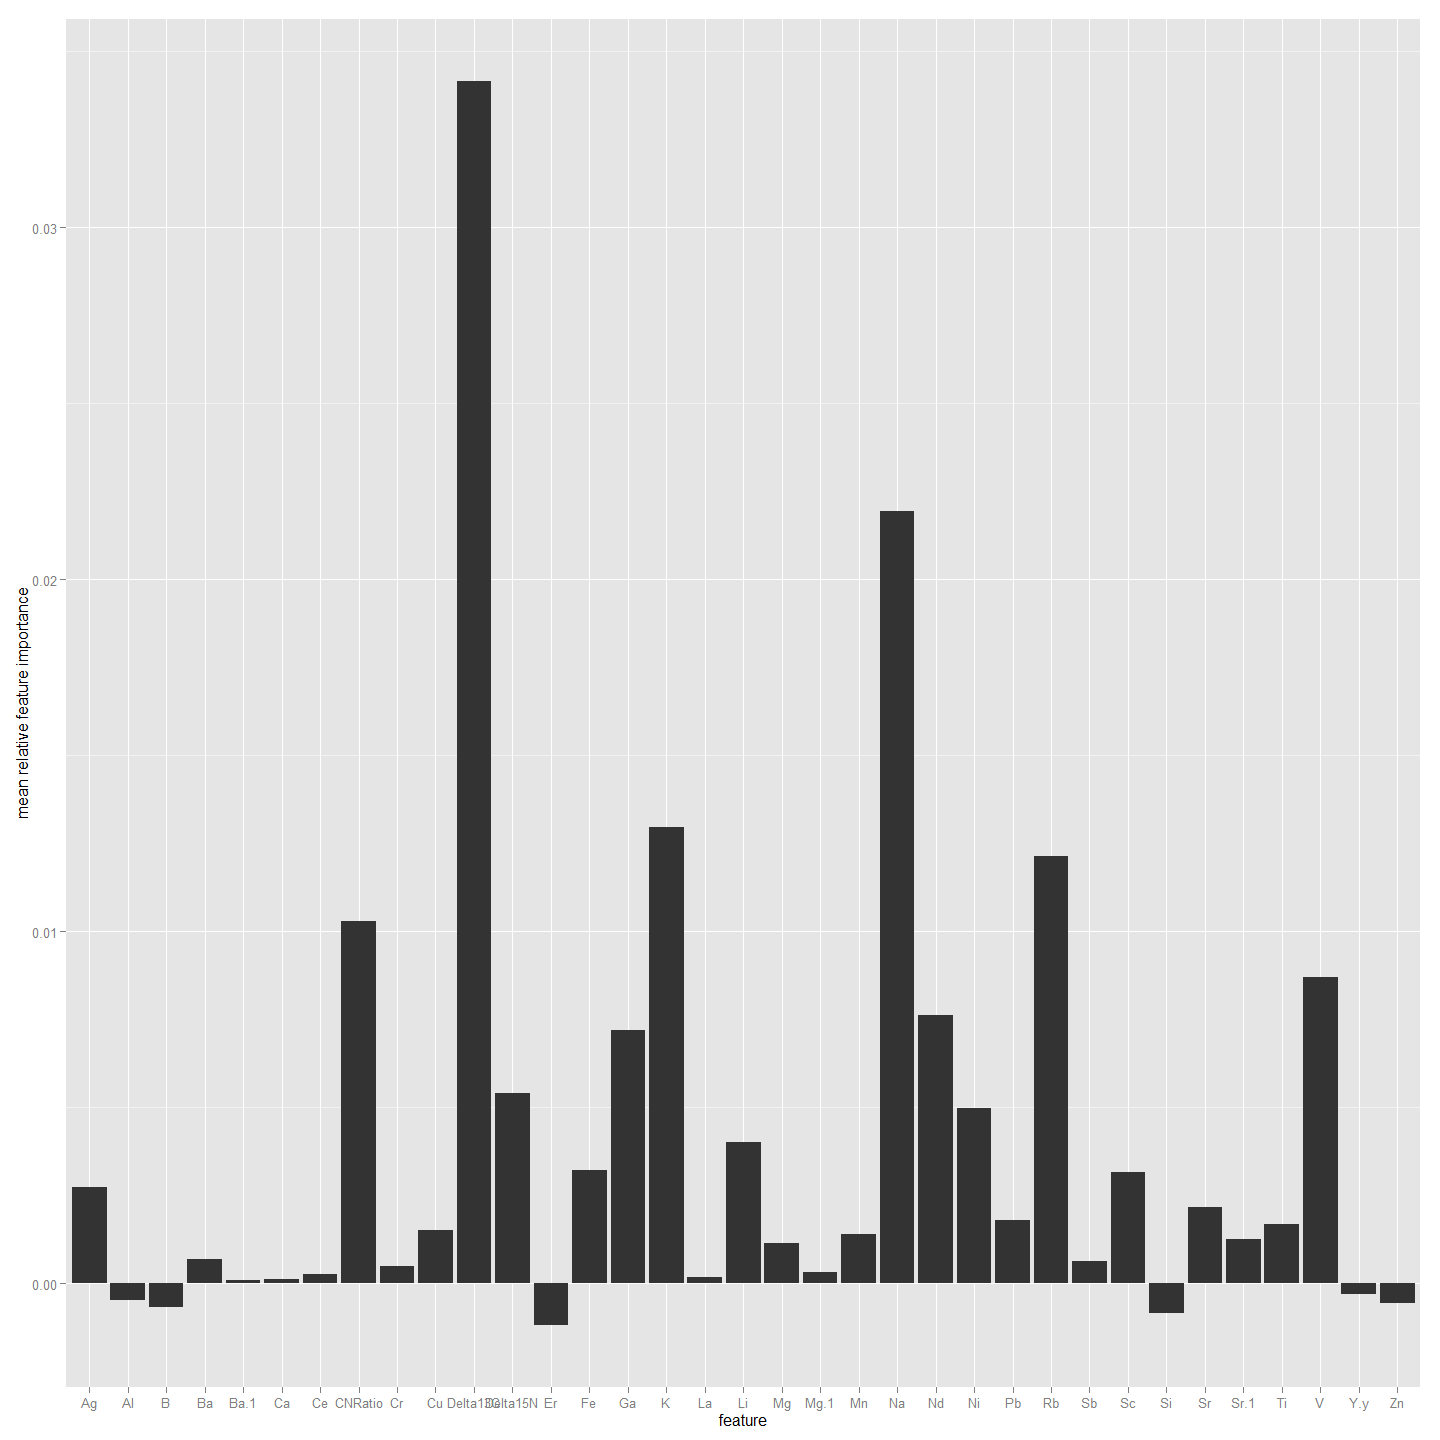 mean relative feature importance
0.03
0.02
0.01
0.00
Ag Al B Ba Ba.1 Ca Ce CNRatio Cr Cu Delta13C Delta15N Er Fe Ga K La Li Mg Mg.1 Mn Na Nd Ni Pb Rb Sb Sc Si Sr Sr.1 Ti V Y.y Zn
feature